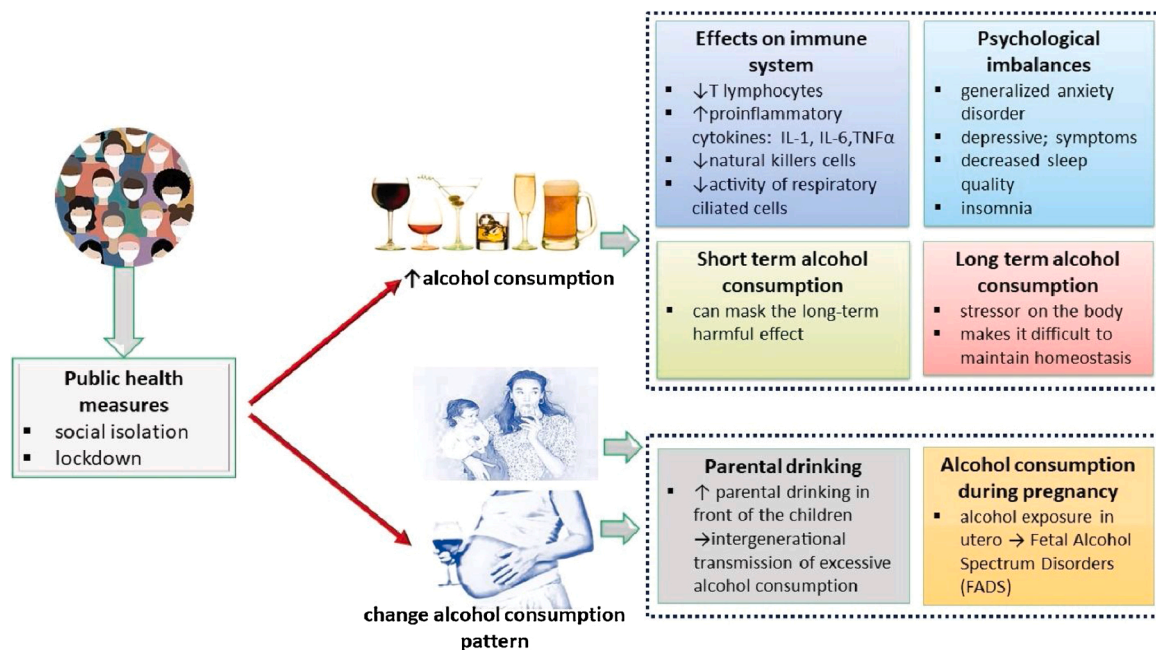 Public health
measures
▪ social isolation
▪ lockdown
↑ alcohol consumption
change alcohol consumption
pattern
Effects on immune
system
▪ ↓T lymphocytes
▪ ↑proinflammatory
cytokines: IL-1, IL-6,TNFα
▪ ↓natural killers cells
▪ ↓activity of respiratory
ciliated cells
Psychological
imbalances
▪ generalized anxiety
disorder
▪ depressive; symptoms
▪ decreased sleep
quality
▪ insomnia
Short term alcohol
consumption
▪ can mask the long-term
harmful effect
Long term alcohol
consumption
▪ stressor on the body
▪ makes it difficult to
maintain homeostasis
Parental drinking
▪ ↑ parental drinking in
front of the children
→intergenerational
transmission of excessive
alcohol consumption
Alcohol consumption
during pregnancy
▪ alcohol exposure in
utero → Fetal Alcohol
Spectrum Disorders
(FADS)